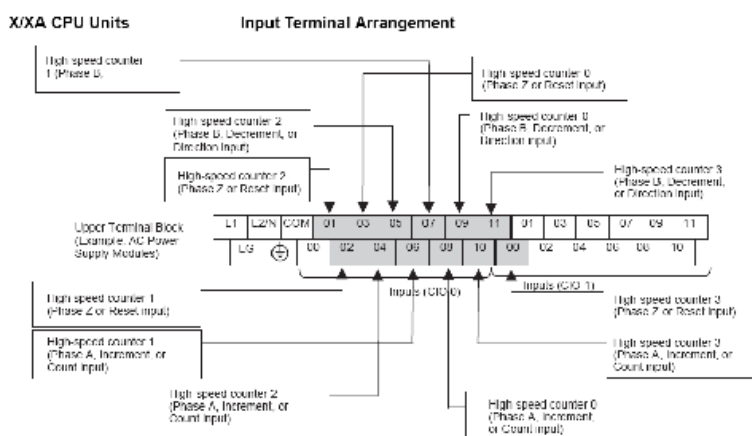 X/XA CPU Units
Input Terminal Arrangement
High-speed counter
1 (Phase B,
High-speed counter 0
(Phase Z or Reset input)
High-speed counter 2
(Phase B, Decrement, or
Direction input)
High-speed counter 0
(Phase B, Decrement, or
Direction input)
High-speed counter 2
(Phase Z or Reset input)
High-speed counter 3
(Phase B, Decrement,
or Direction input)
Upper Terminal Block
(Example: AC Power
Supply Modules)
L1 L2/N COM 01 03 05 07 09 11 01 03 05 07 09 11
LG 00 02 04 06 08 10 00 02 04 06 08 10
Inputs (CIO 0)
Inputs (CIO 1)
High-speed counter 1
(Phase Z or Reset input)
High-speed counter 3
(Phase Z or Reset input)
High-speed counter 1
(Phase A, Increment, or
Count input)
High-speed counter 3
(Phase A, Increment, or
Count input)
High-speed counter 2
(Phase A, Increment, or
Count input)
High-speed counter 0
(Phase A, Increment,
or Count input)